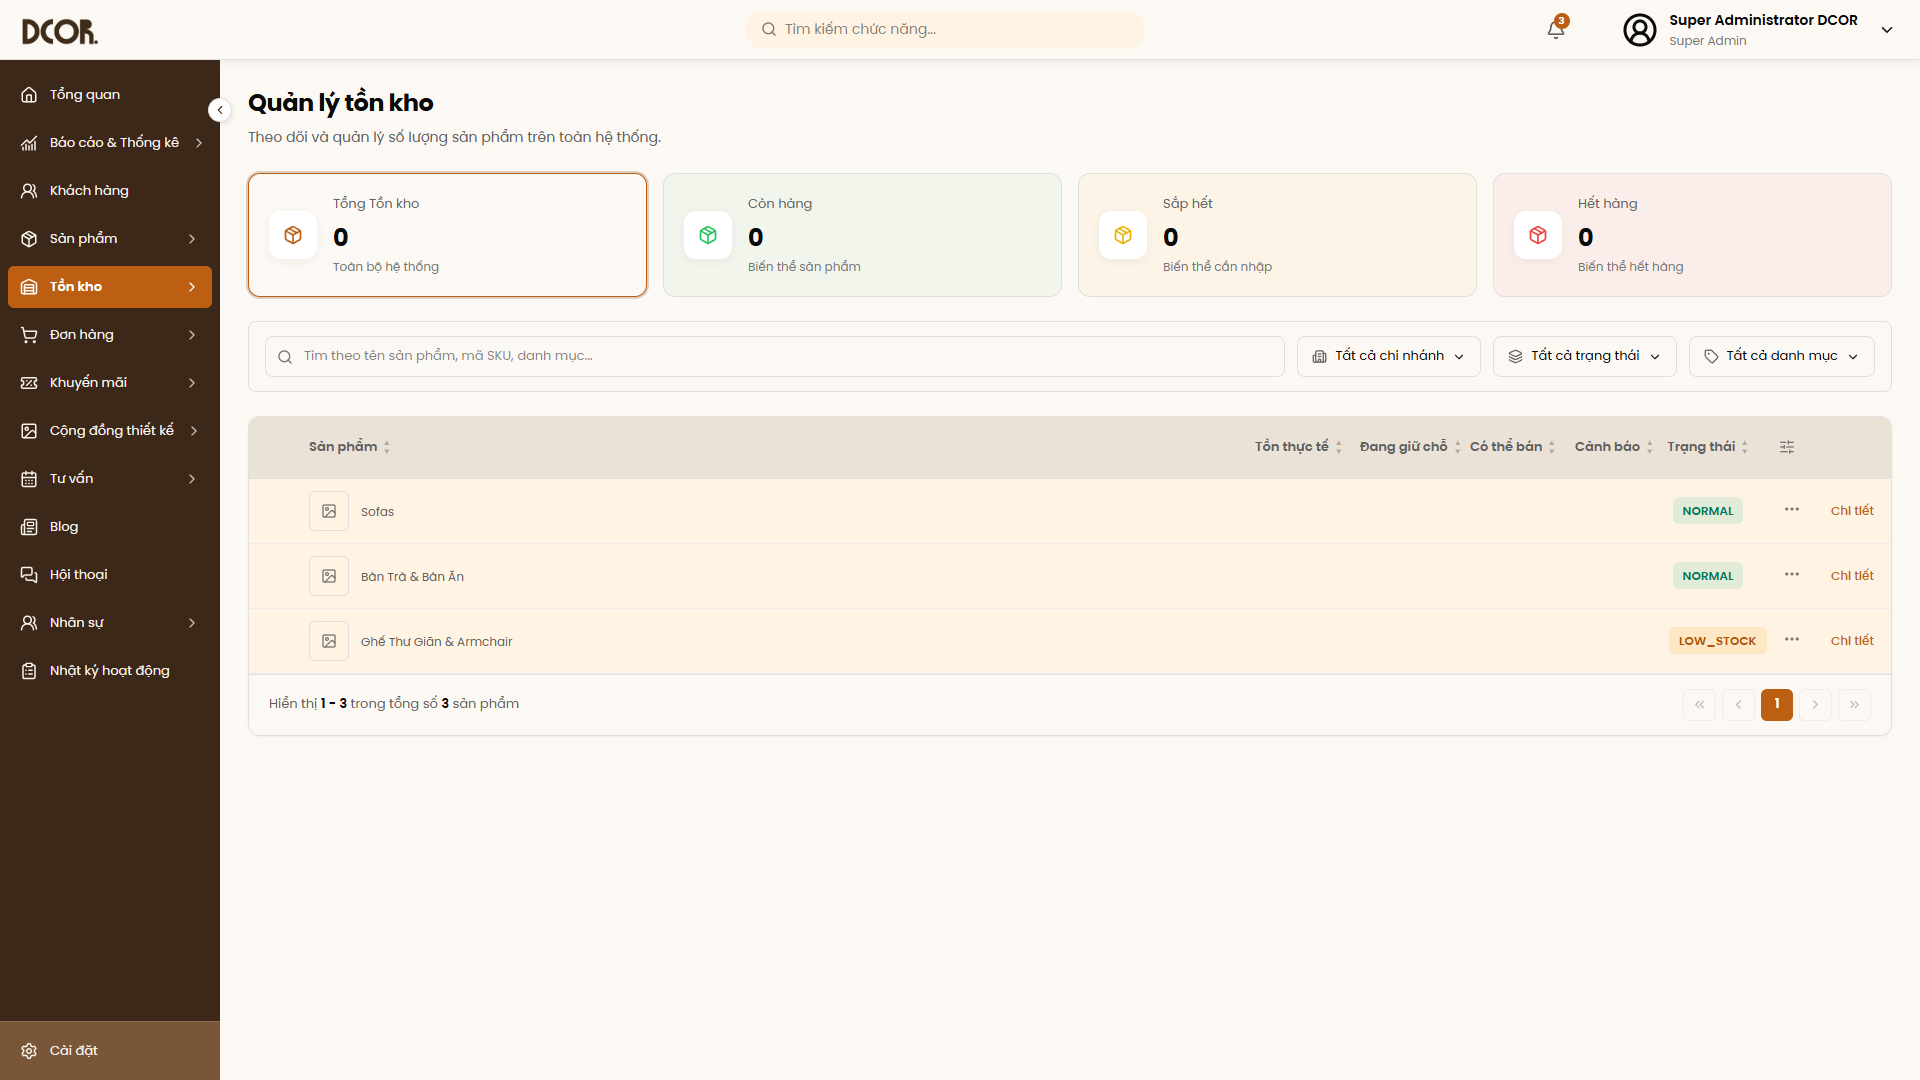 DCOR.
Tìm kiếm chức năng...
3
Super Administrator DCOR
Super Admin
Tổng quan
Báo cáo & Thống kê
Khách hàng
Sản phẩm
Tồn kho
Đơn hàng
Khuyến mãi
Cộng đồng thiết kế
Tư vấn
Blog
Hội thoại
Nhân sự
Nhật ký hoạt động
Cài đặt
Quản lý tồn kho
Theo dõi và quản lý số lượng sản phẩm trên toàn hệ thống.
Tổng Tồn kho
0
Toàn bộ hệ thống
Còn hàng
0
Biến thể sản phẩm
Sắp hết
0
Biến thể cần nhập
Hết hàng
0
Biến thể hết hàng
Tìm theo tên sản phẩm, mã SKU, danh mục...
Tất cả chi nhánh
Tất cả trạng thái
Tất cả danh mục
Sản phẩm Tồn thực tế Đang giữ chỗ Có thể bán Cảnh báo Trạng thái
Sofas NORMAL ... Chi tiết
Bàn Trà & Bàn Ăn NORMAL ... Chi tiết
Ghế Thư Giãn & Armchair LOW_STOCK ... Chi tiết
Hiển thị 1 - 3 trong tổng số 3 sản phẩm
« ‹ 1 › »